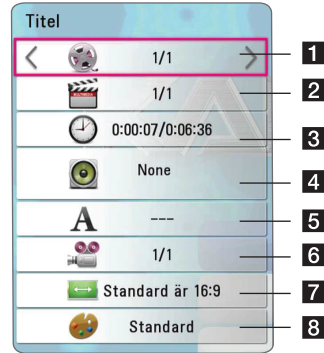 Titel
1/1 1
1/1 2
0:00:07/0:06:36 3
None 4
A --- 5
1/1 6
Standard är 16:9 7
Standard 8